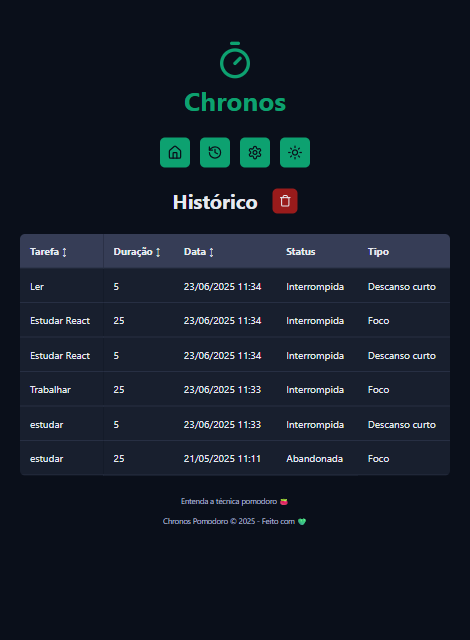 Chronos
Histórico
Tarefa ↕ Duração ↕ Data ↕ Status Tipo
Ler 5 23/06/2025 11:34 Interrompida Descanso curto
Estudar React 25 23/06/2025 11:34 Interrompida Foco
Estudar React 5 23/06/2025 11:34 Interrompida Descanso curto
Trabalhar 25 23/06/2025 11:33 Interrompida Foco
estudar 5 23/06/2025 11:33 Interrompida Descanso curto
estudar 25 21/05/2025 11:11 Abandonada Foco
Entenda a técnica pomodoro 🍅
Chronos Pomodoro © 2025 - Feito com 💚